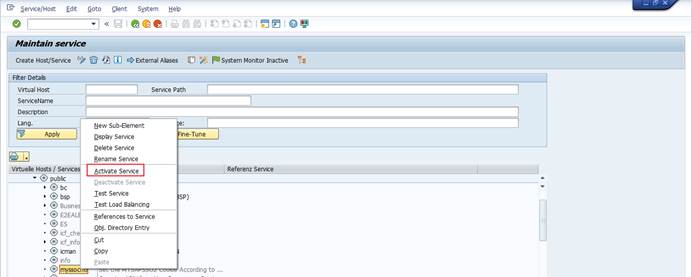 Service/Host Edit Goto Client System Help
Maintain service
Create Host/Service External Aliases System Monitor Inactive
Filter Details
Virtual Host Service Path
ServiceName
Description
Lang.
Apply Fine-Tune
New Sub-Element
Display Service
Delete Service
Rename Service
Activate Service
Deactivate Service
Test Service
Test Load Balancing
References to Service
Obj. Directory Entry
Cut
Copy
Paste
Virtuelle Hosts / Services Referenz Service
public
bc
bsp
Business
E2EALE
ES
icf_che
icf_info
icman
info
myssocntl Set the MYSAPSSO2 Cookie According to ...